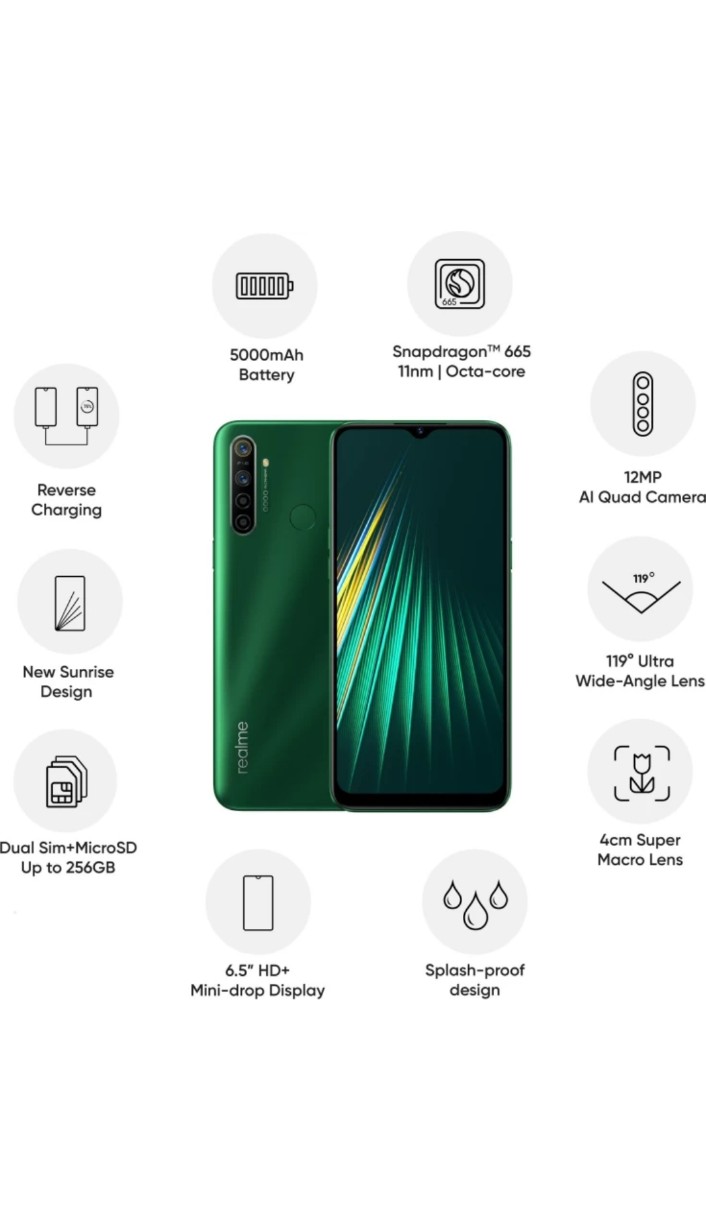 5000mAh
Battery
Snapdragon™ 665
11nm | Octa-core
665
Reverse
Charging
12MP
AI Quad Camera
New Sunrise
Design
119°
119° Ultra
Wide-Angle Lens
realme
Dual Sim+MicroSD
Up to 256GB
4cm Super
Macro Lens
6.5” HD+
Mini-drop Display
Splash-proof
design